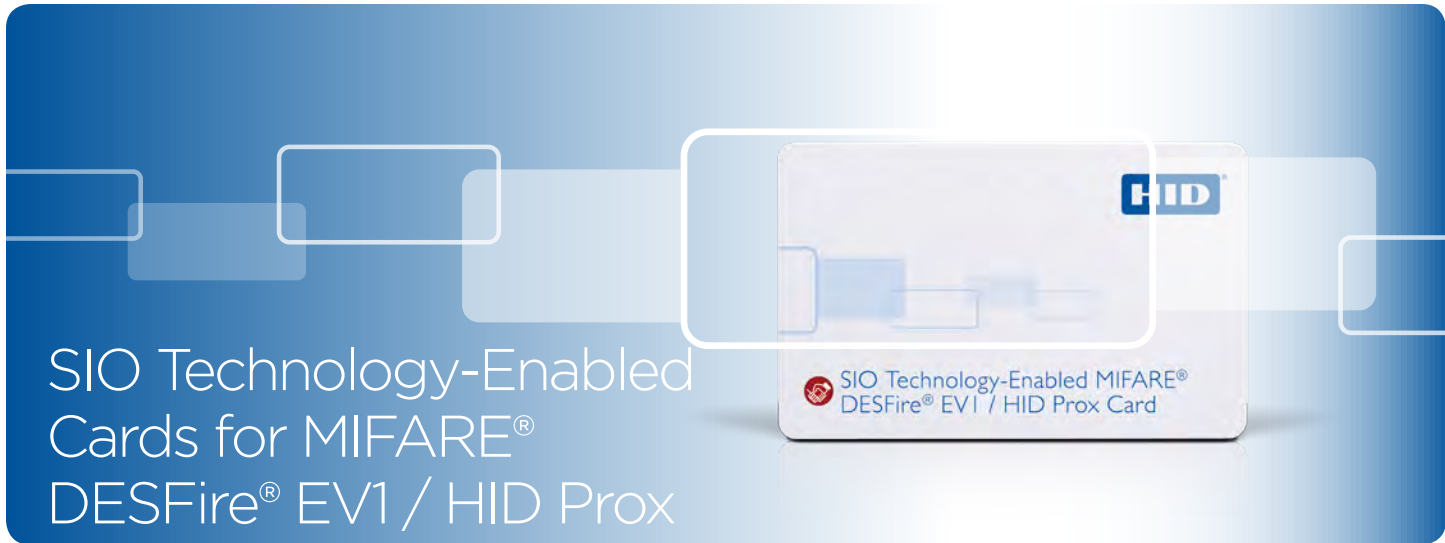 HID®
SIO Technology-Enabled MIFARE®
DESFire® EV1 / HID Prox Card
SIO Technology-Enabled
Cards for MIFARE®
DESFire® EV1 / HID Prox